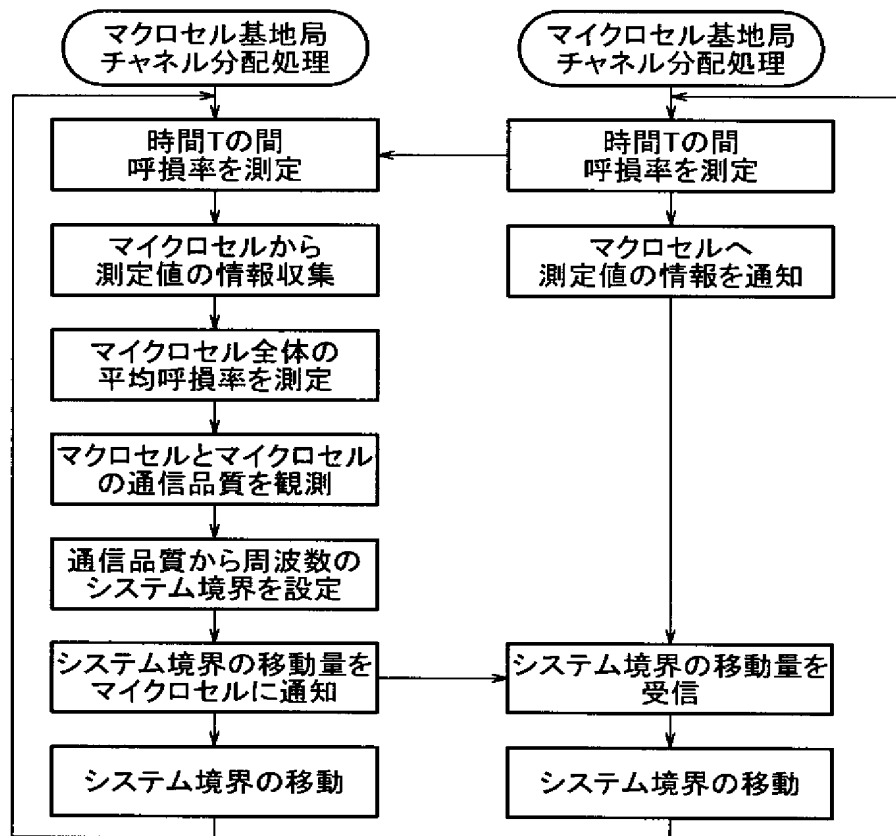 マクロセル基地局
チャネル分配処理
時間Tの間
呼損率を測定
マイクロセルから
測定値の情報収集
マイクロセル全体の
平均呼損率を測定
マクロセルとマイクロセル
の通信品質を観測
通信品質から周波数の
システム境界を設定
システム境界の移動量を
マイクロセルに通知
システム境界の移動
マイクロセル基地局
チャネル分配処理
時間Tの間
呼損率を測定
マクロセルへ
測定値の情報を通知
システム境界の移動量を
受信
システム境界の移動